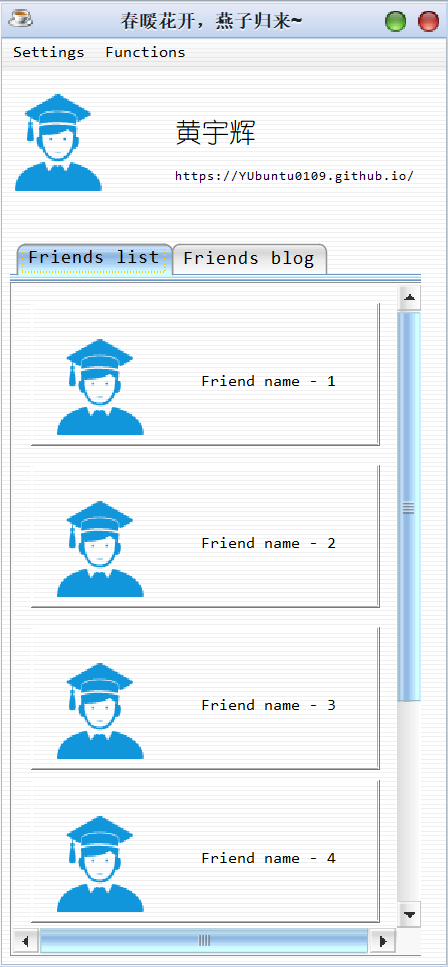 春暖花开，燕子归来~
Settings Functions
黄宇辉
https://YUbuntu0109.github.io/
Friends list Friends blog
Friend name - 1
Friend name - 2
Friend name - 3
Friend name - 4